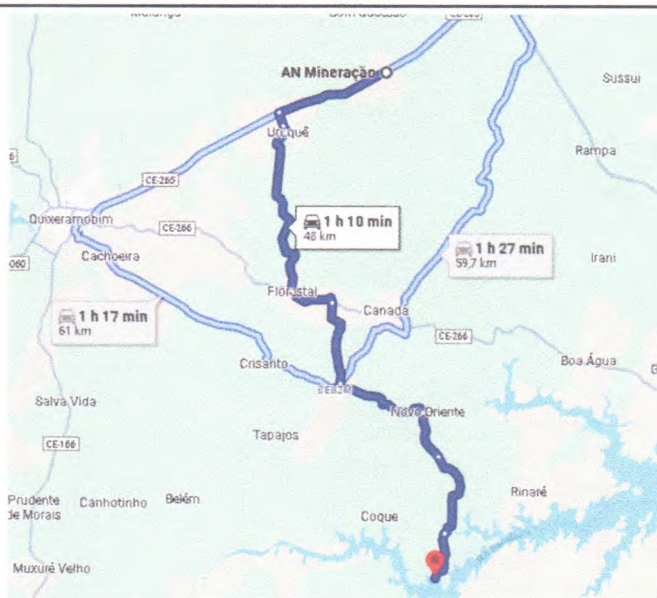 AN Mineração
Sussui
Uruquê
Rampa
CE-265
Quixeramobim
CE-266
1 h 10 min
48 km
1 h 27 min
59,7 km
Irani
Cachoeira
060
1 h 17 min
61 km
Canadá
CE-266
Boa Água
Crisanto
Salva Vida
Novo Oriente
Tapajos
CE-166
Prudente
de Morais
Canhotinho
Belém
Rinaré
Coque
Muxuré Velho